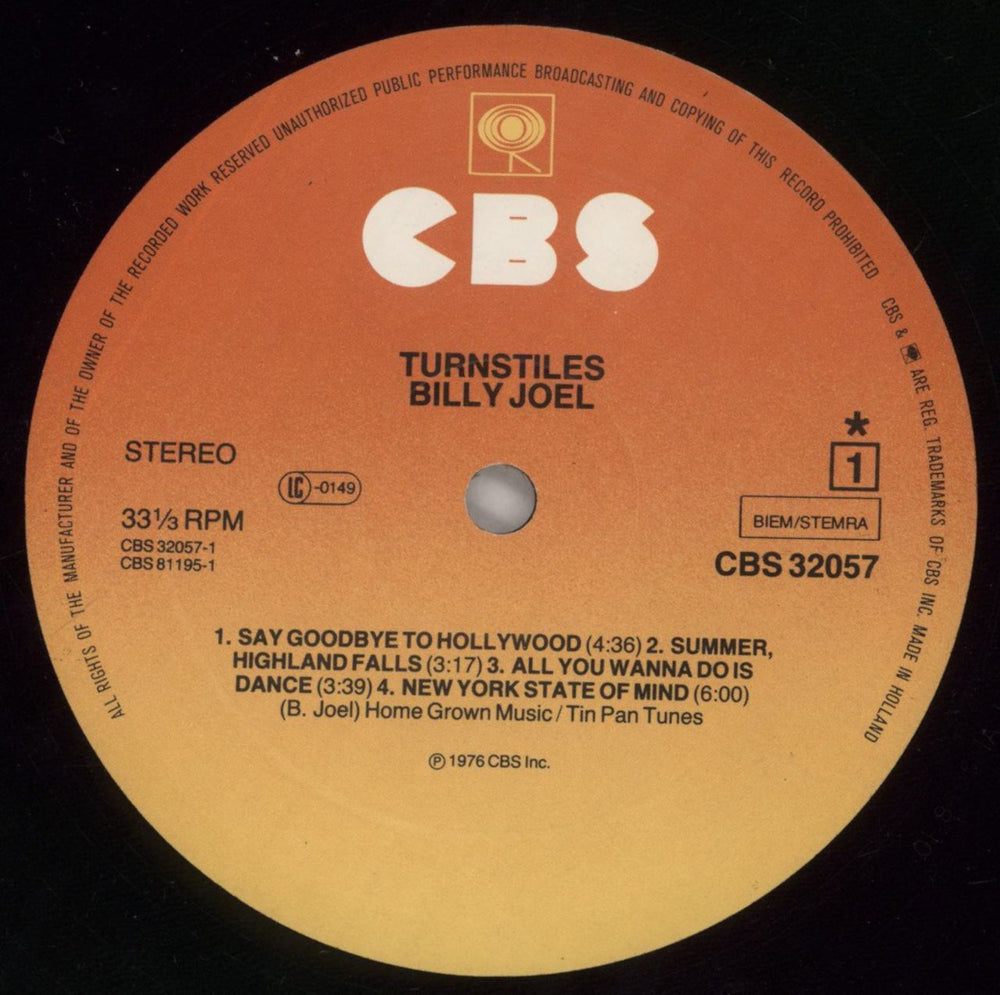 ALL RIGHTS OF THE MANUFACTURER AND OF THE OWNER OF THE RECORDED WORK RESERVED UNAUTHORIZED PUBLIC PERFORMANCE BROADCASTING AND COPYING OF THIS RECORD PROHIBITED CBS & ARE REG. TRADEMARKS OF CBS INC. MADE IN HOLLAND
CBS
TURNSTILES
BILLY JOEL
STEREO
LC-0149
33⅓ RPM
CBS 32057-1
CBS 81195-1
*
1
BIEM/STEMRA
CBS 32057
1. SAY GOODBYE TO HOLLYWOOD (4:36) 2. SUMMER,
HIGHLAND FALLS (3:17) 3. ALL YOU WANNA DO IS
DANCE (3:39) 4. NEW YORK STATE OF MIND (6:00)
(B. Joel) Home Grown Music / Tin Pan Tunes
℗ 1976 CBS Inc.